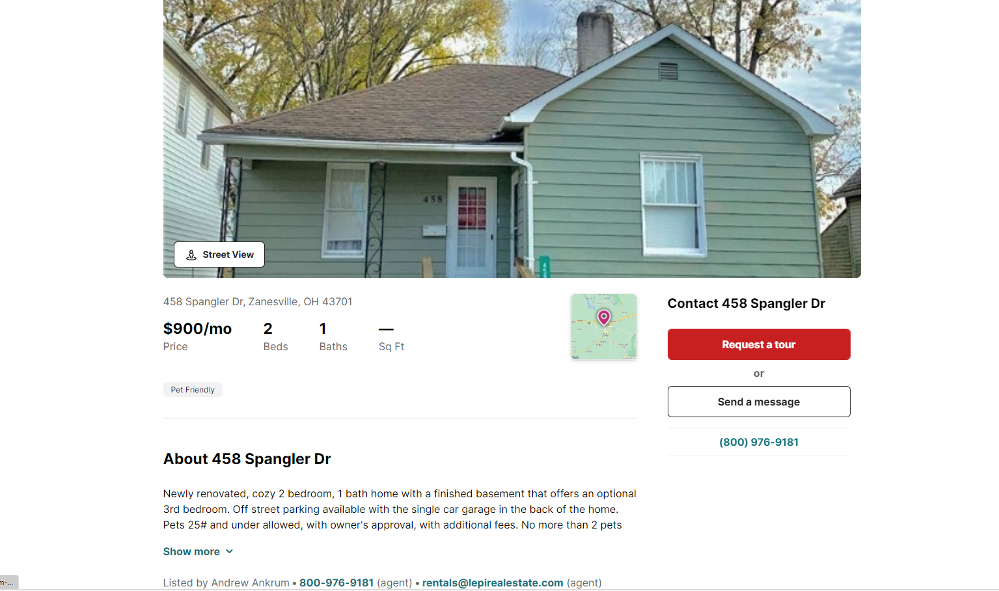 458
Street View
458 Spangler Dr, Zanesville, OH 43701
$900/mo 2 1 —
Price Beds Baths Sq Ft
Pet Friendly
Contact 458 Spangler Dr
Request a tour
or
Send a message
(800) 976-9181
About 458 Spangler Dr
Newly renovated, cozy 2 bedroom, 1 bath home with a finished basement that offers an optional
3rd bedroom. Off street parking available with the single car garage in the back of the home.
Pets 25# and under allowed, with owner's approval, with additional fees. No more than 2 pets
Show more
Listed by Andrew Ankrum • 800-976-9181 (agent) • rentals@lepirealestate.com (agent)
m-...